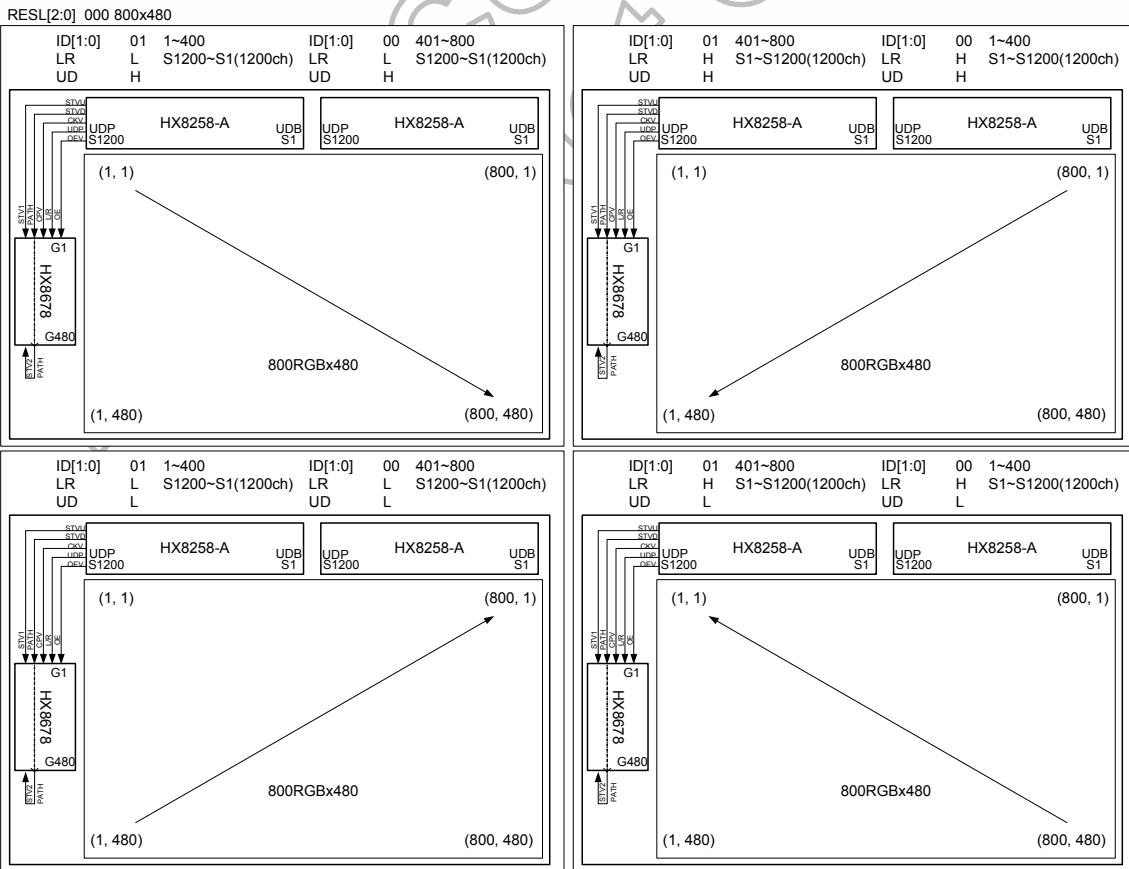 RESL[2:0] 000 800x480
ID[1:0] 01 1~400 ID[1:0] 00 401~800
LR L S1200~S1(1200ch) LR L S1200~S1(1200ch)
UD H UD H
STVU
STVD
CKV
UDP
OEV
UDP HX8258-A UDB
S1200 S1
UDP HX8258-A UDB
S1200 S1
(1, 1) (800, 1)
STV1
PATH
CPV
L/R
OE
G1
HX8678
G480
STV2
PATH
800RGBx480
(1, 480) (800, 480)
ID[1:0] 01 401~800 ID[1:0] 00 1~400
LR H S1~S1200(1200ch) LR H S1~S1200(1200ch)
UD H UD H
STVU
STVD
CKV
UDP
OEV
UDP HX8258-A UDB
S1200 S1
UDP HX8258-A UDB
S1200 S1
(1, 1) (800, 1)
STV1
PATH
CPV
L/R
OE
G1
HX8678
G480
STV2
PATH
800RGBx480
(1, 480) (800, 480)
ID[1:0] 01 1~400 ID[1:0] 00 401~800
LR L S1200~S1(1200ch) LR L S1200~S1(1200ch)
UD L UD L
STVU
STVD
CKV
UDP
OEV
UDP HX8258-A UDB
S1200 S1
UDP HX8258-A UDB
S1200 S1
(1, 1) (800, 1)
STV1
PATH
CPV
L/R
OE
G1
HX8678
G480
STV2
PATH
800RGBx480
(1, 480) (800, 480)
ID[1:0] 01 401~800 ID[1:0] 00 1~400
LR H S1~S1200(1200ch) LR H S1~S1200(1200ch)
UD L UD L
STVU
STVD
CKV
UDP
OEV
UDP HX8258-A UDB
S1200 S1
UDP HX8258-A UDB
S1200 S1
(1, 1) (800, 1)
STV1
PATH
CPV
L/R
OE
G1
HX8678
G480
STV2
PATH
800RGBx480
(1, 480) (800, 480)